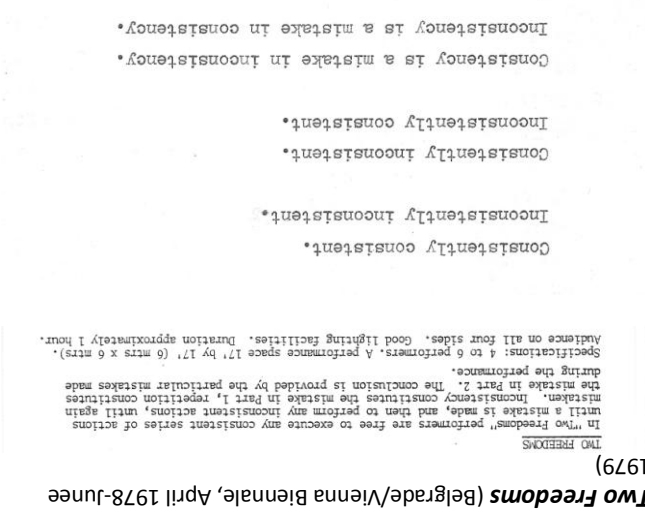 Two Freedoms (Belgrade/Vienna Biennale, April 1978-Junee
1979)
TWO FREEDOMS
In "Two Freedoms" performers are free to execute any consistent series of actions
until a mistake is made, and then to perform any inconsistent actions, until again
mistaken. Inconsistency constitutes the mistake in Part 1, repetition constitutes
the mistake in Part 2. The conclusion is provided by the particular mistakes made
during the performance.
Specifications: 4 to 6 performers. A performance space 17' by 17' (6 mtrs x 6 mtrs).
Audience on all four sides. Good lighting facilities. Duration approximately 1 hour.
Consistently consistent.
Inconsistently inconsistent.
Consistently inconsistent.
Inconsistently consistent.
Consistency is a mistake in inconsistency.
Inconsistency is a mistake in consistency.